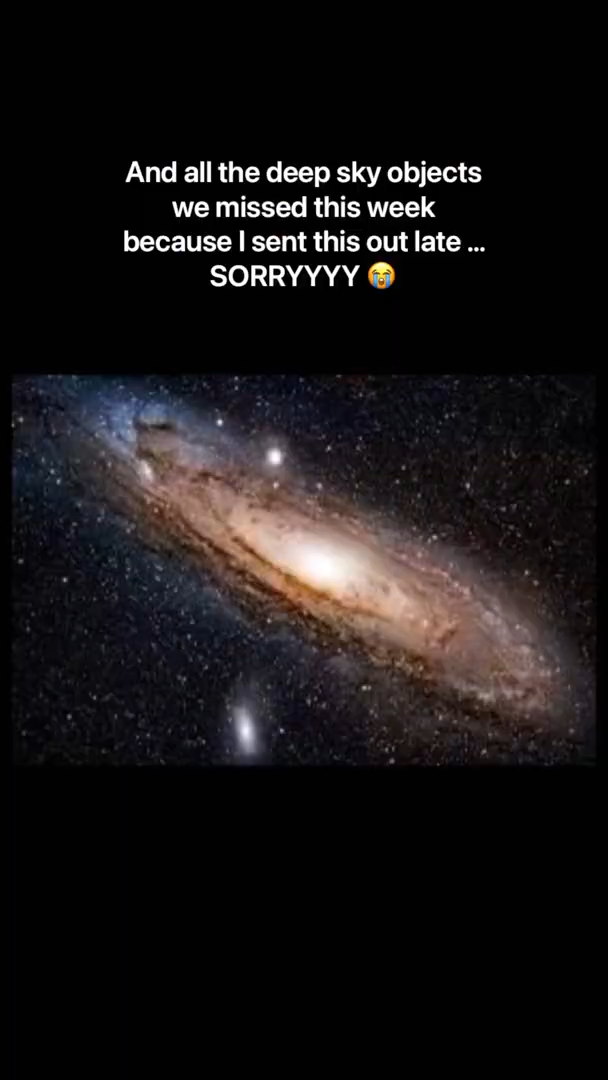 And all the deep sky objects
we missed this week
because I sent this out late ...
SORRYYYY 😭